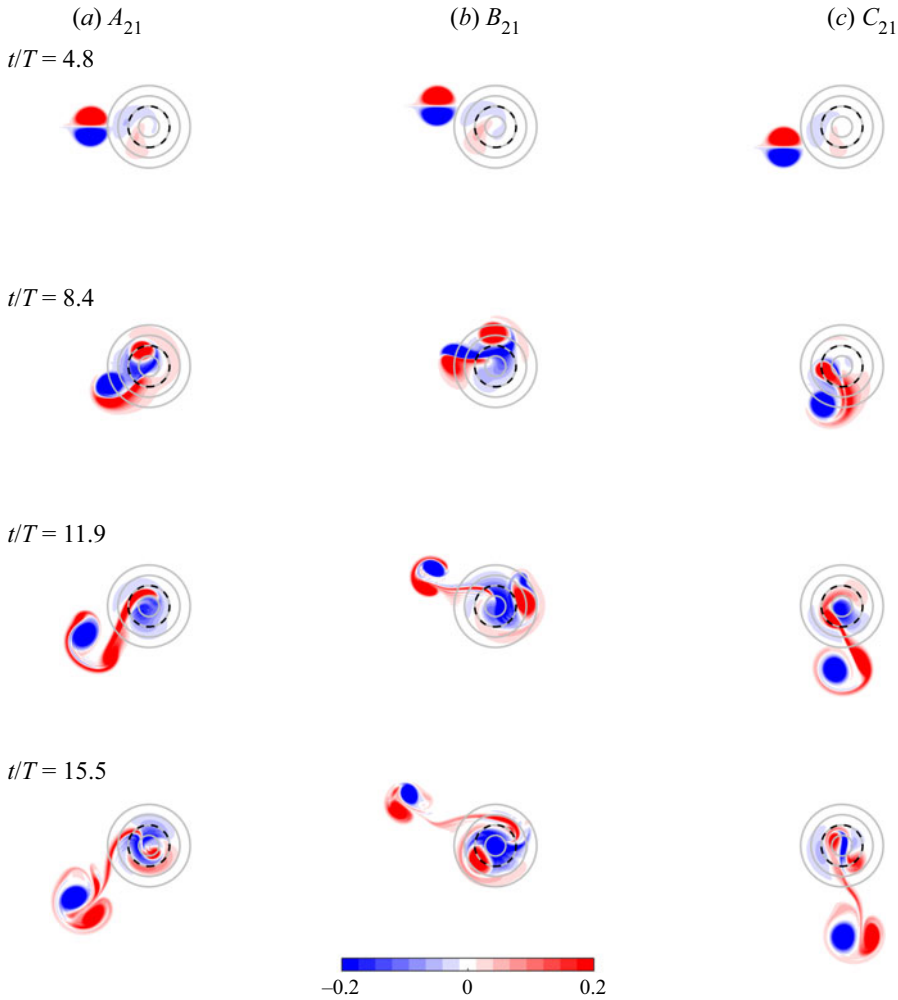 (a) A21 (b) B21 (c) C21
t/T = 4.8
t/T = 8.4
t/T = 11.9
t/T = 15.5
–0.2 0 0.2